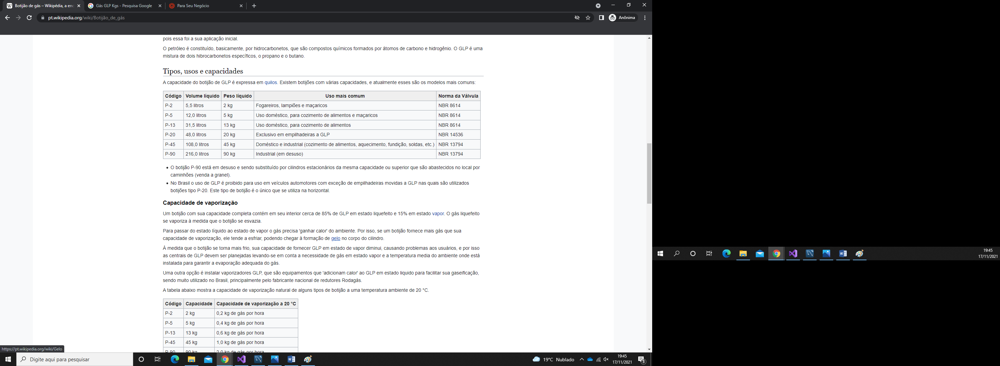 Botijão de gás – Wikipédia, a enc
Gás GLP Kgs - Pesquisa Google
Para Seu Negócio
pt.wikipedia.org/wiki/Botijão_de_gás
Anônima
pois essa foi a sua aplicação inicial.
O petróleo é constituído, basicamente, por hidrocarbonetos, que são compostos químicos formados por átomos de carbono e hidrogênio. O GLP é uma
mistura de dois hibrocarbonetos específicos, o propano e o butano.
Tipos, usos e capacidades
A capacidade do botijão de GLP é expressa em quilos. Existem botijões com várias capacidades, e atualmente esses são os modelos mais comuns:
Código Volume líquido Peso líquido Uso mais comum Norma da Válvula
P-2 5,5 litros 2 kg Fogareiros, lampiões e maçaricos NBR 8614
P-5 12,0 litros 5 kg Uso doméstico, para cozimento de alimentos e maçaricos NBR 8614
P-13 31,5 litros 13 kg Uso doméstico, para cozimento de alimentos NBR 8614
P-20 48,0 litros 20 kg Exclusivo em empilhadeiras a GLP NBR 14536
P-45 108,0 litros 45 kg Doméstico e industrial (cozimento de alimentos, aquecimento, fundição, soldas, etc.) NBR 13794
P-90 216,0 litros 90 kg Industrial (em desuso) NBR 13794
• O botijão P-90 está em desuso e sendo substituído por cilindros estacionários da mesma capacidade ou superior que são abastecidos no local por
caminhões (venda a granel).
• No Brasil o uso de GLP é proibido para uso em veículos automotores com exceção de empilhadeiras movidas a GLP nas quais são utilizados
botijões tipo P-20. Este tipo de botijão é o único que se utiliza na horizontal.
Capacidade de vaporização
Um botijão com sua capacidade completa contém em seu interior cerca de 85% de GLP em estado liquefeito e 15% em estado vapor. O gás liquefeito
se vaporiza à medida que o botijão se esvazia.
Para passar do estado líquido ao estado de vapor o gás precisa 'ganhar calor' do ambiente. Por isso, se um botijão fornece mais gás que sua
capacidade de vaporização, ele tende a esfriar, podendo chegar à formação de gelo no corpo do cilindro.
À medida que o botijão se torna mais frio, sua capacidade de fornecer GLP em estado de vapor diminui, causando problemas aos usuários, e por isso
as centrais de GLP devem ser planejadas levando-se em conta a necessidade de gás em estado vapor e a temperatura media do ambiente onde está
instalada para garantir a evaporação adequada do gás.
Uma outra opção é instalar vaporizadores GLP, que são equipamentos que 'adicionam calor' ao GLP em estado liquido para facilitar sua gaseificação,
sendo muito utilizado no Brasil, principalmente pelo fabricante nacional de redutores Rodagás.
A tabela abaixo mostra a capacidade de vaporização natural de alguns tipos de botijão a uma temperatura ambiente de 20 °C.
Código Capacidade Capacidade de vaporização a 20 °C
P-2 2 kg 0,2 kg de gás por hora
P-5 5 kg 0,4 kg de gás por hora
P-13 13 kg 0,6 kg de gás por hora
P-45 45 kg 1,0 kg de gás por hora
P-90 90 kg 2,0 kg de gás por hora
https://pt.wikipedia.org/wiki/Gelo
Digite aqui para pesquisar
19°C Nublado
19:45
17/11/2021
3
19:45
17/11/2021